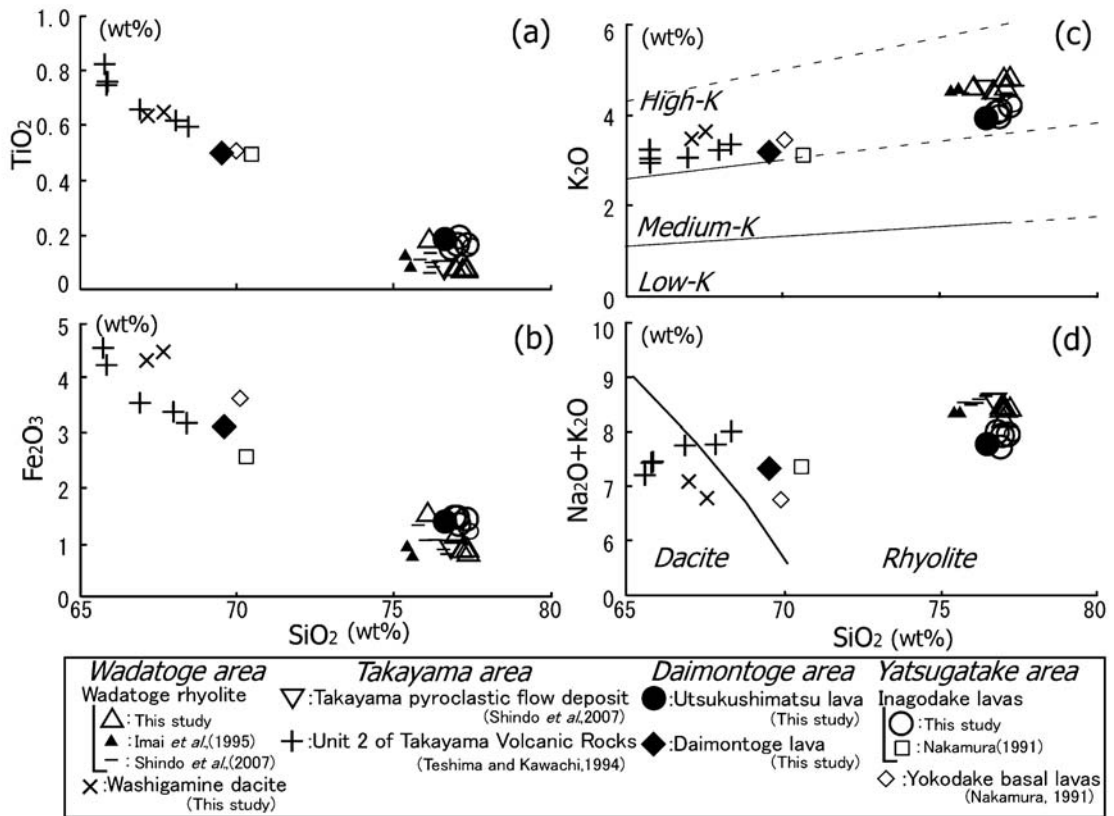 1.0
(wt%)
(a)
0.8
0.6
0.4
0.2
0
TiO2
5
(wt%)
(b)
4
3
2
1
0
Fe2O3
65
70
75
80
SiO2 (wt%)
6
(wt%)
(c)
4
2
0
K2O
High-K
Medium-K
Low-K
10
(wt%)
(d)
9
8
7
6
0
Na2O+K2O
Dacite
Rhyolite
65
70
75
80
SiO2 (wt%)
Wadatoge area
Wadatoge rhyolite
:This study
:Imai et al.,(1995)
:Shindo et al.,(2007)
:Washigamine dacite
(This study)
Takayama area
:Takayama pyroclastic flow deposit
(Shindo et al.,2007)
:Unit 2 of Takayama Volcanic Rocks
(Teshima and Kawachi,1994)
Daimontoge area
:Utsukushimatsu lava
(This study)
:Daimontoge lava
(This study)
Yatsugatake area
Inagodake lavas
:This study
:Nakamura(1991)
:Yokodake basal lavas
(Nakamura, 1991)